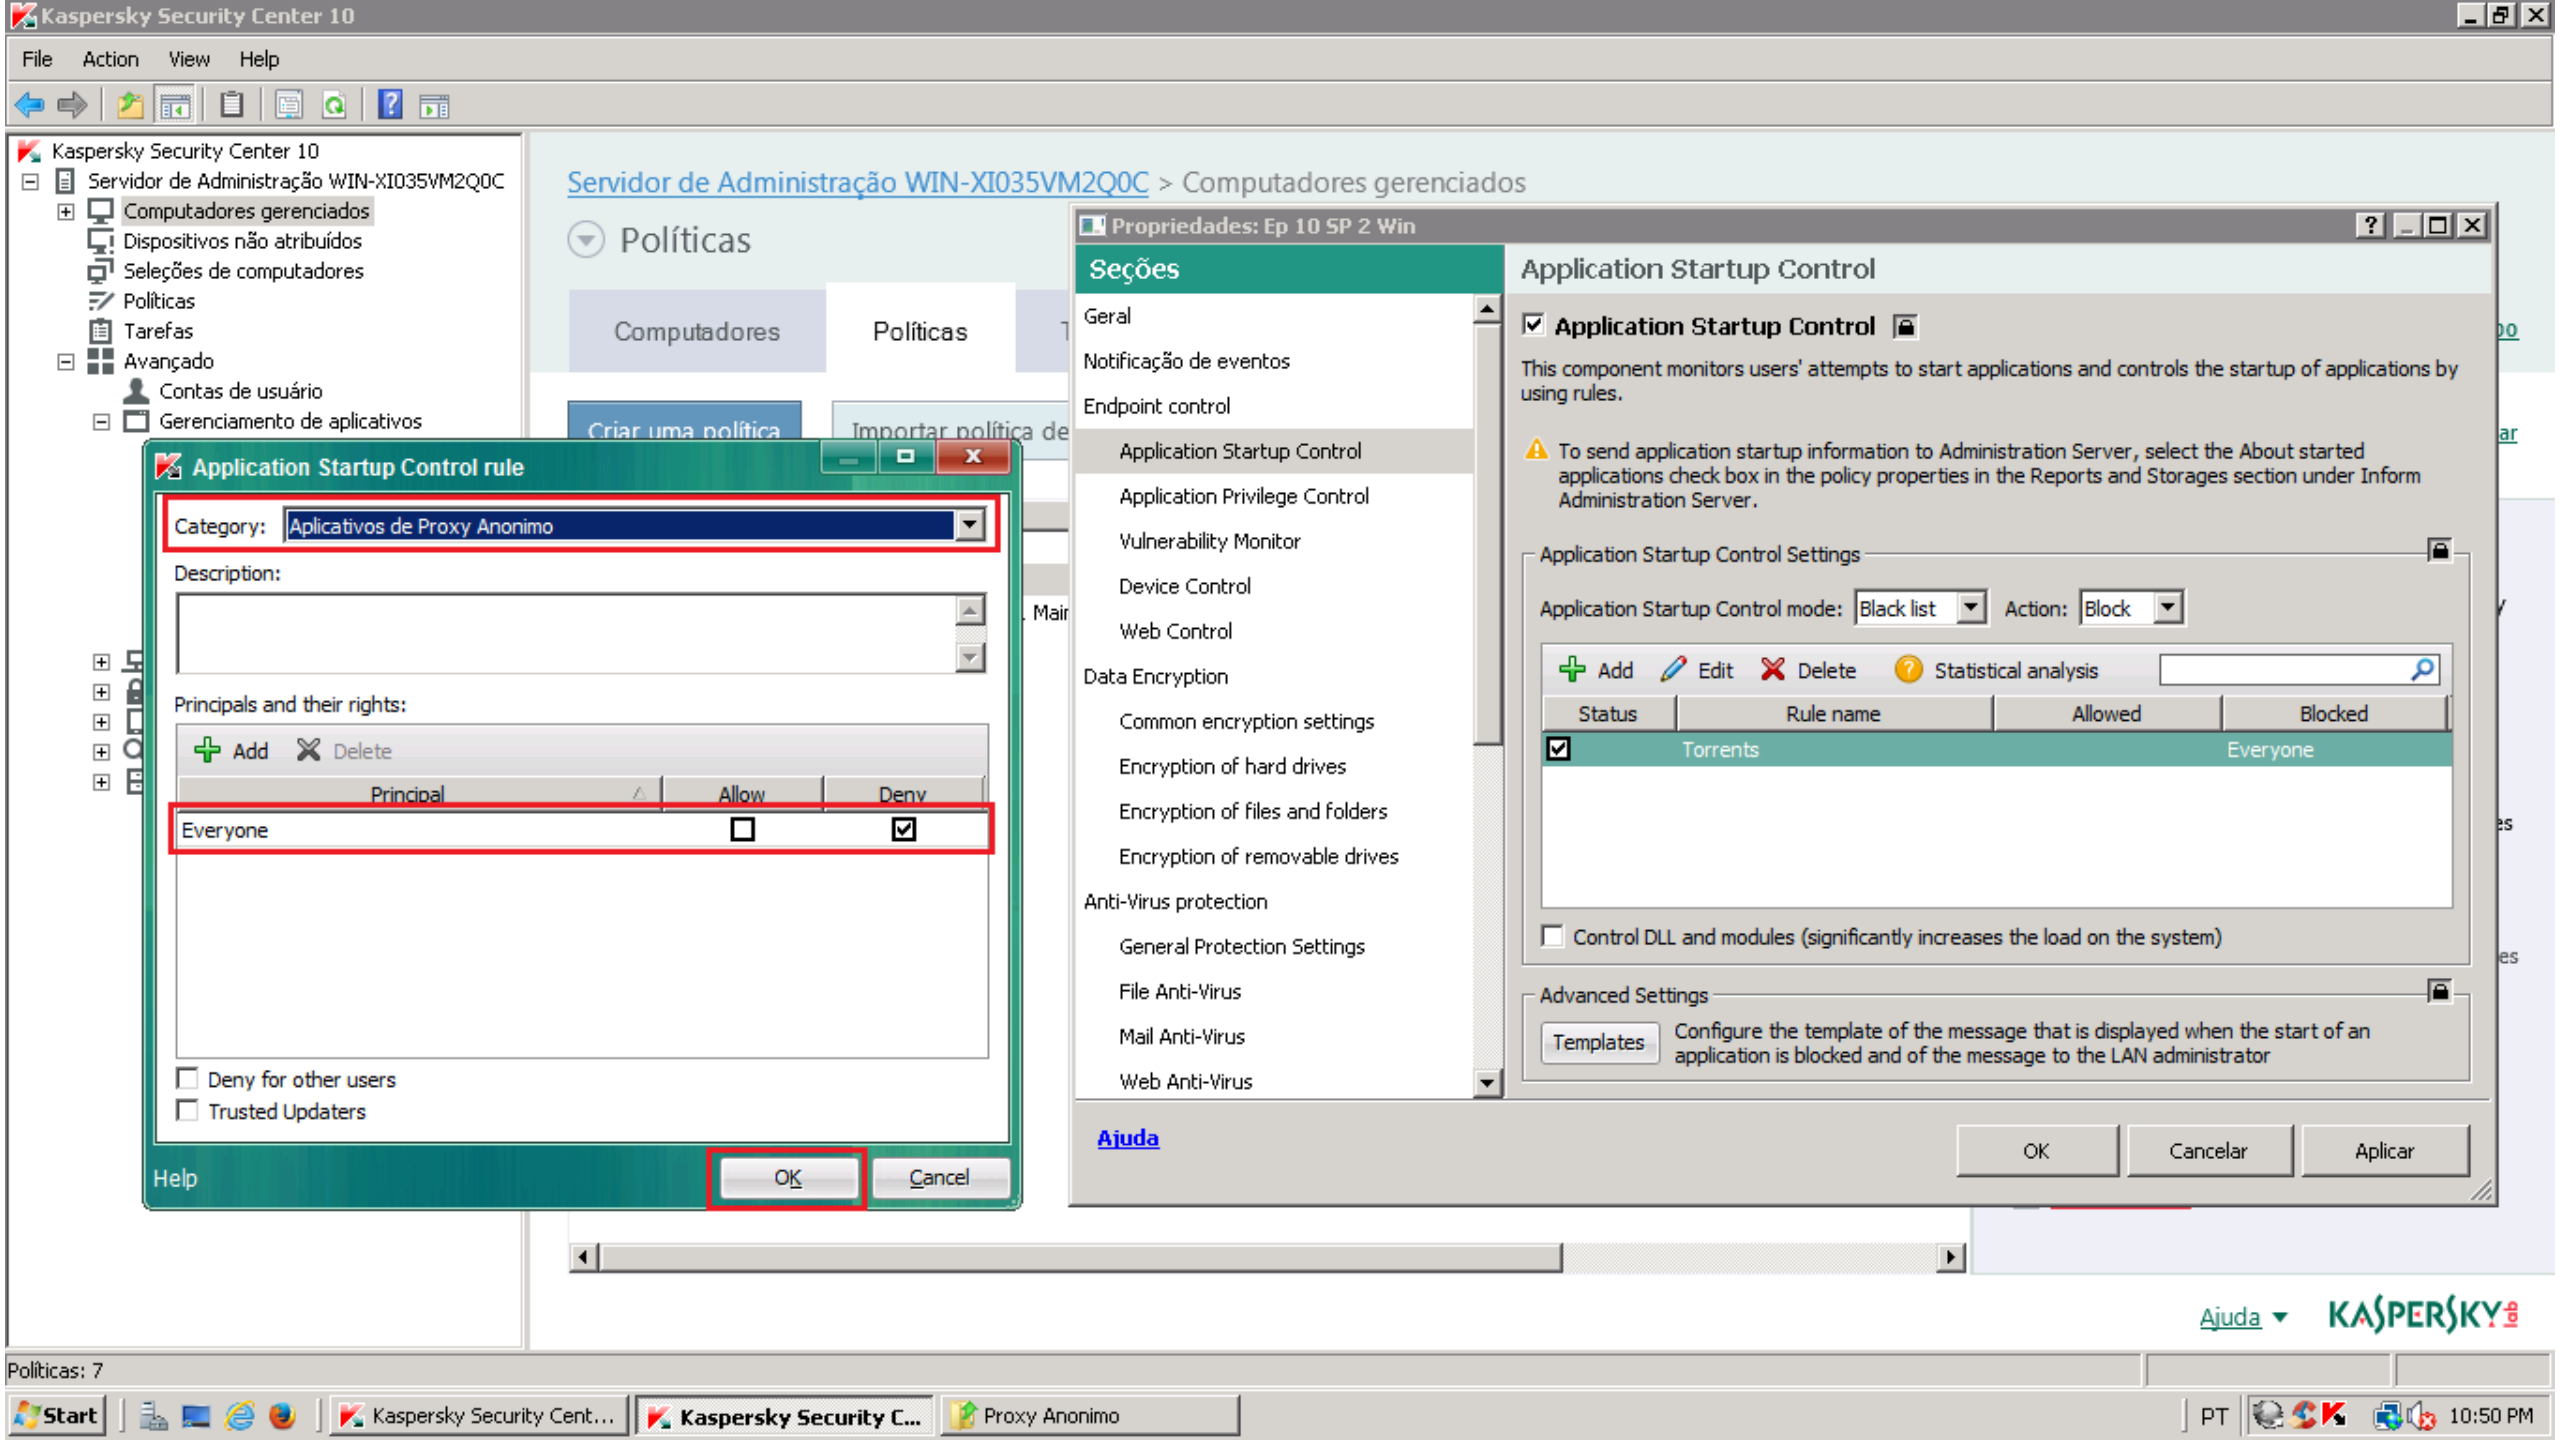 Kaspersky Security Center 10
File Action View Help
Kaspersky Security Center 10
Servidor de Administração WIN-XI035VM2Q0C
Computadores gerenciados
Dispositivos não atribuídos
Seleções de computadores
Políticas
Tarefas
Avançado
Contas de usuário
Gerenciamento de aplicativos
Servidor de Administração WIN-XI035VM2Q0C > Computadores gerenciados
Políticas
Computadores Políticas T
Criar uma política Importar política de
Application Startup Control rule
Category: Aplicativos de Proxy Anonimo
Description:
Principals and their rights:
Add Delete
Principal Allow Deny
Everyone
Deny for other users
Trusted Updaters
Help OK Cancel
. Mair
Propriedades: Ep 10 SP 2 Win
Seções
Geral
Notificação de eventos
Endpoint control
Application Startup Control
Application Privilege Control
Vulnerability Monitor
Device Control
Web Control
Data Encryption
Common encryption settings
Encryption of hard drives
Encryption of files and folders
Encryption of removable drives
Anti-Virus protection
General Protection Settings
File Anti-Virus
Mail Anti-Virus
Web Anti-Virus
Application Startup Control
Application Startup Control
This component monitors users' attempts to start applications and controls the startup of applications by
using rules.
To send application startup information to Administration Server, select the About started
applications check box in the policy properties in the Reports and Storages section under Inform
Administration Server.
Application Startup Control Settings
Application Startup Control mode: Black list Action: Block
Add Edit Delete Statistical analysis
Status Rule name Allowed Blocked
Torrents Everyone
Control DLL and modules (significantly increases the load on the system)
Advanced Settings
Templates
Configure the template of the message that is displayed when the start of an
application is blocked and of the message to the LAN administrator
Ajuda
OK Cancelar Aplicar
ar
es
es
Ajuda KASPERSKY lab
Políticas: 7
Start Kaspersky Security Cent... Kaspersky Security C... Proxy Anonimo PT 10:50 PM